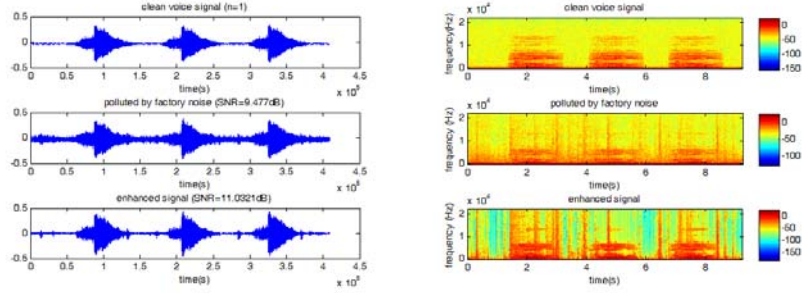 clean voice signal (n=1)
0.5
0
-0.5
0 0.5 1 1.5 2 2.5 3 3.5 4 4.5
time(s)
x 10^5
polluted by factory noise (SNR=9.477dB)
0.5
0
-0.5
0 0.5 1 1.5 2 2.5 3 3.5 4 4.5
time(s)
x 10^5
enhanced signal (SNR=11.0321dB)
0.5
0
-0.5
0 0.5 1 1.5 2 2.5 3 3.5 4 4.5
time(s)
x 10^5
x 10^4
clean voice signal
frequency(Hz)
2
1
0
0 2 4 6 8
time(s)
0
-50
-100
-150
x 10^4
polluted by factory noise
frequency (Hz)
2
1
0
0 2 4 6 8
time(s)
0
-50
-100
x 10^4
enhanced signal
frequency (Hz)
2
1
0
0 2 4 6 8
time(s)
0
-50
-100
-150